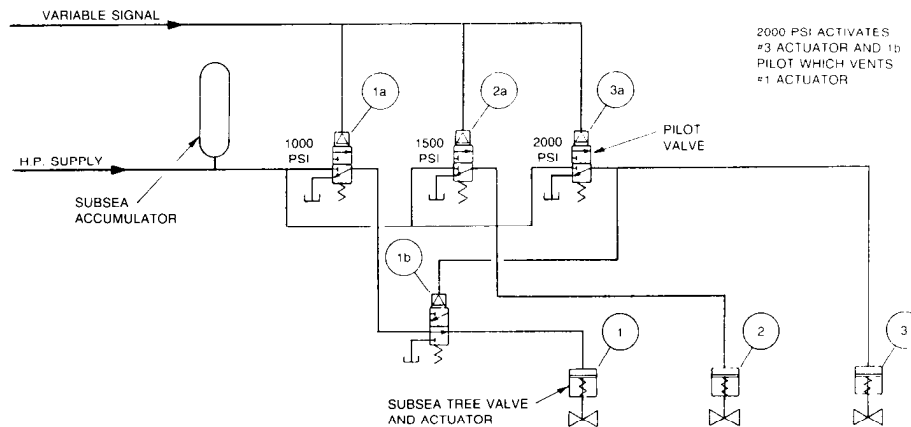 VARIABLE SIGNAL
2000 PSI ACTIVATES
#3 ACTUATOR AND 1b
PILOT WHICH VENTS
#1 ACTUATOR
1a
2a
3a
1000
PSI
1500
PSI
2000
PSI
PILOT
VALVE
H.P. SUPPLY
SUBSEA
ACCUMULATOR
1b
1
2
3
SUBSEA TREE VALVE
AND ACTUATOR